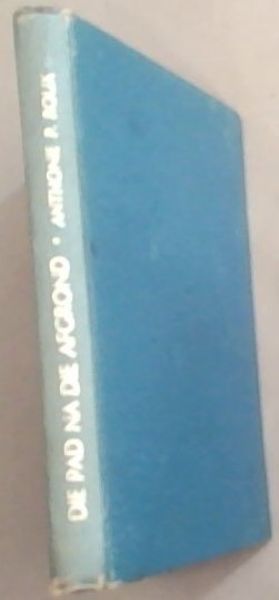 DIE PAD NA DIE AFGROND • ANTHONIE P. ROUX